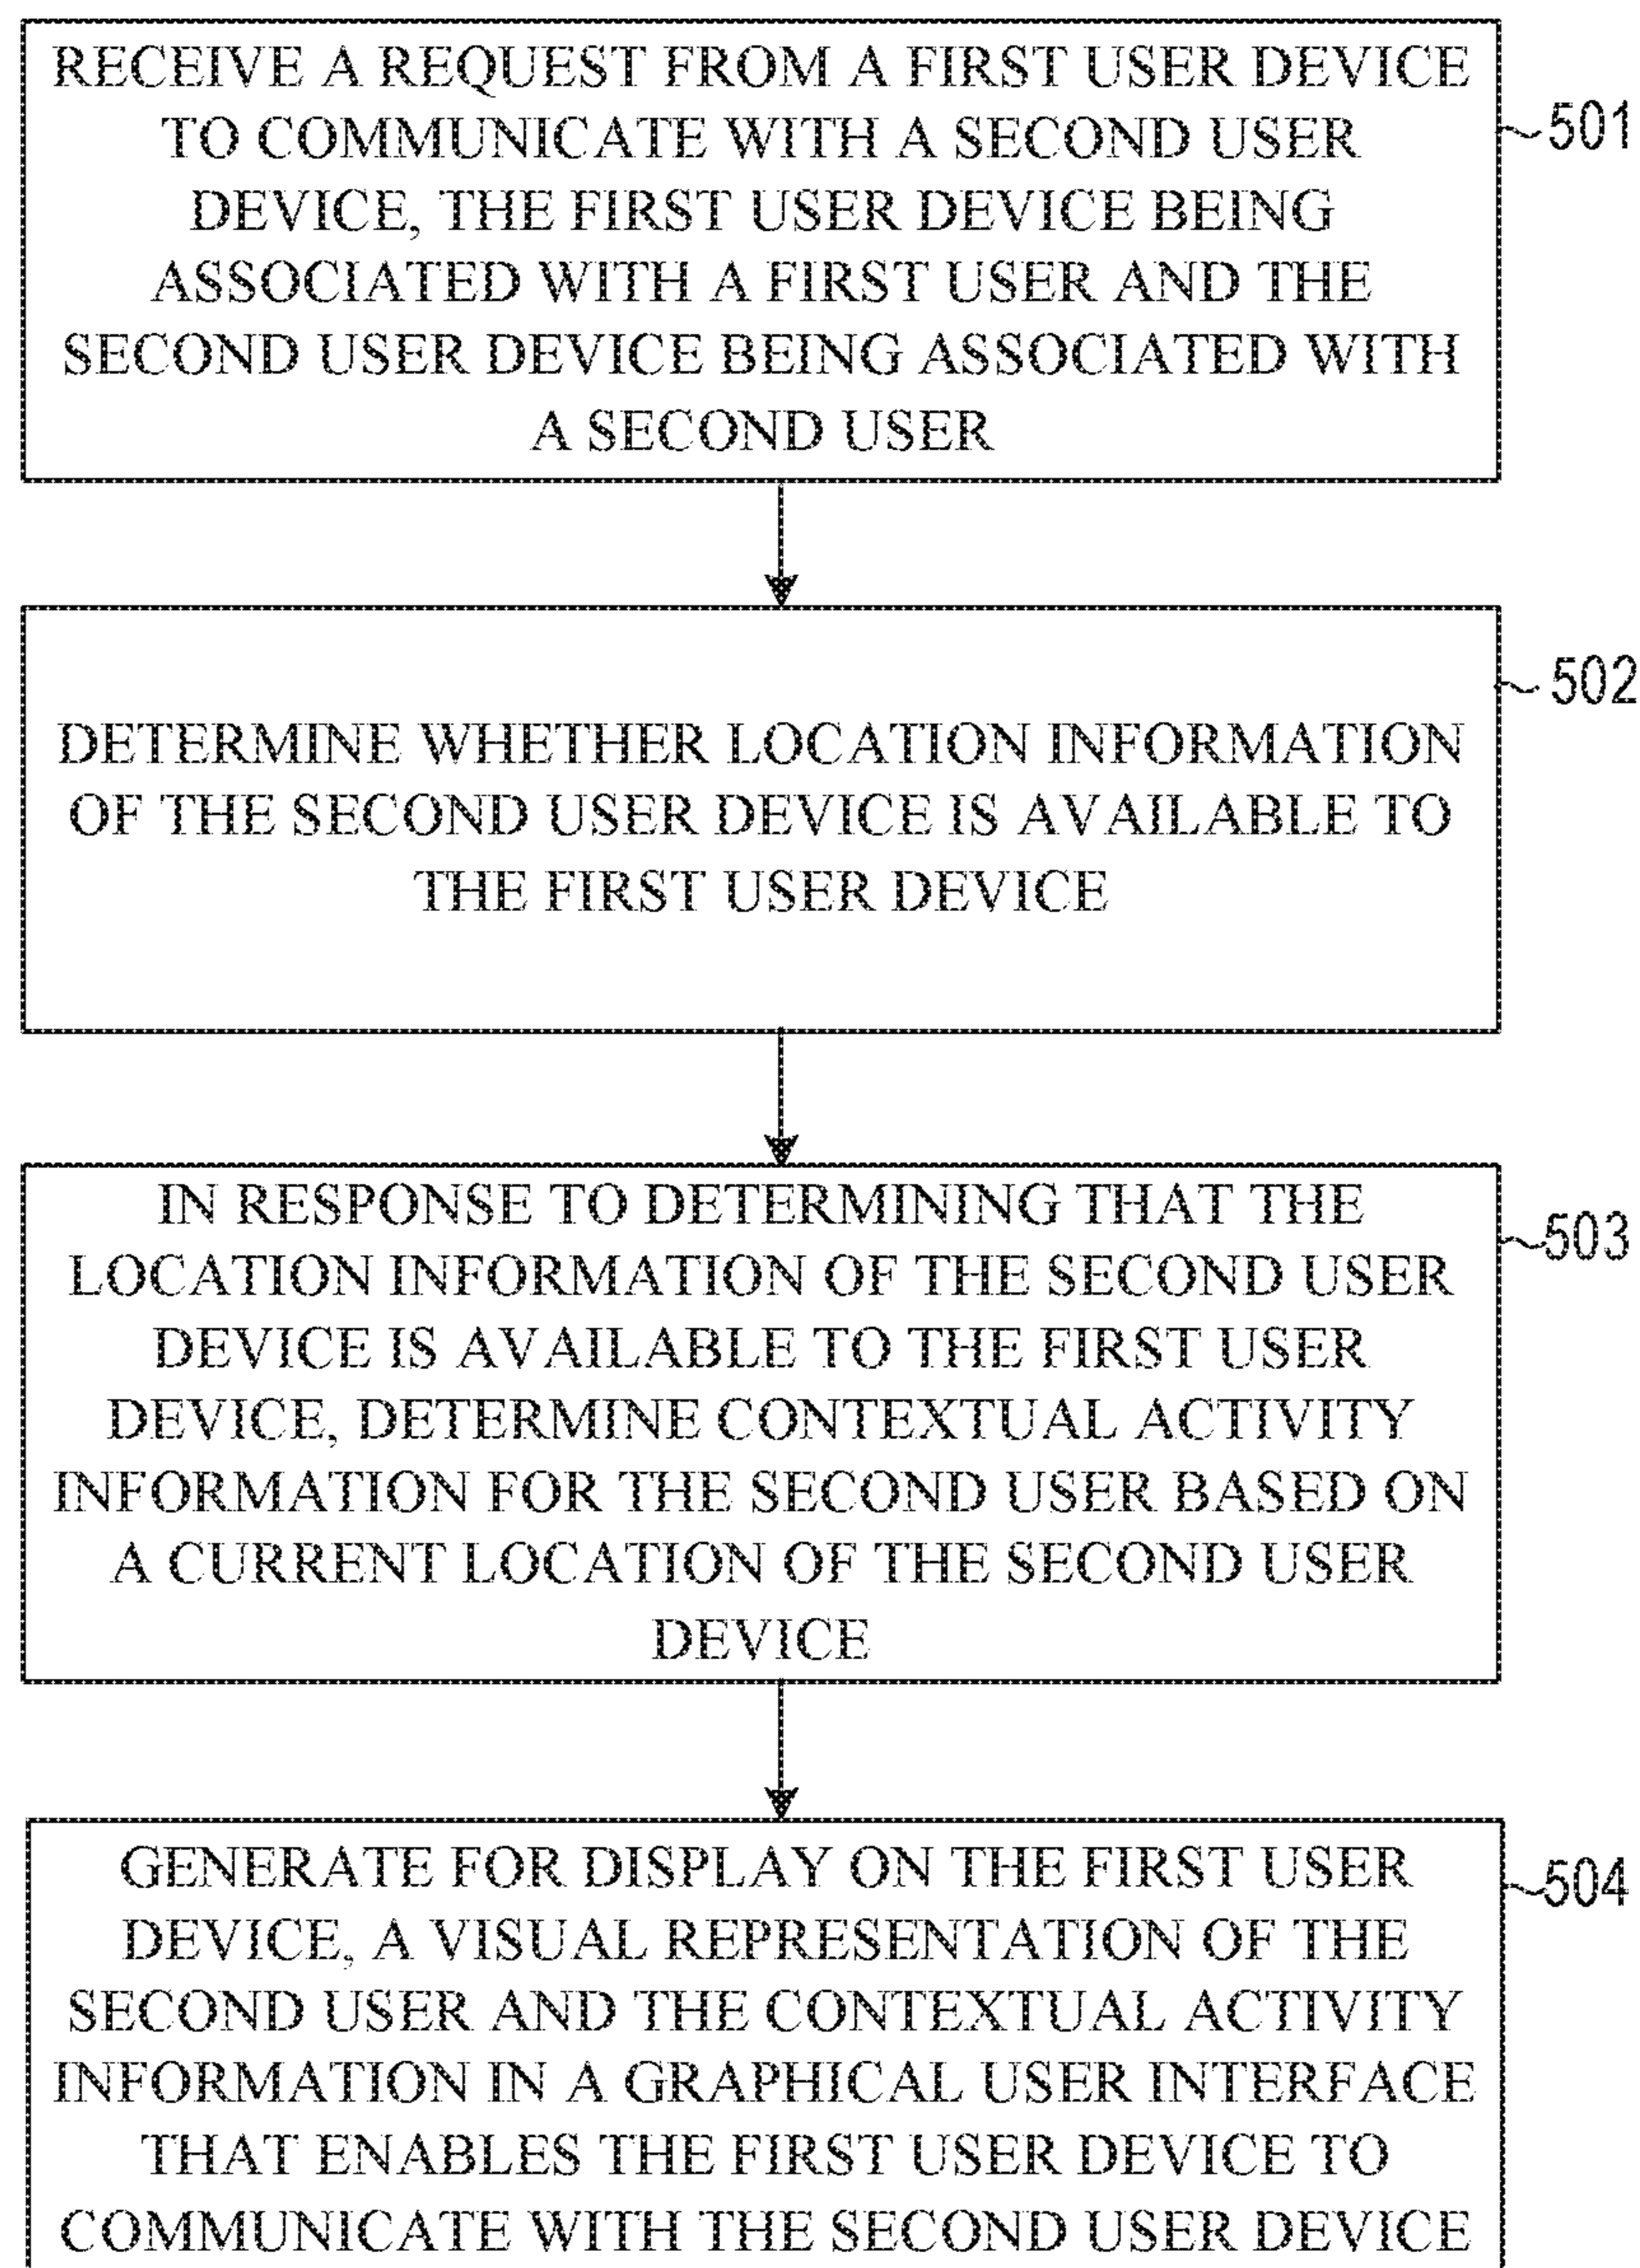 RECEIVE A REQUEST FROM A FIRST USER DEVICE
TO COMMUNICATE WITH A SECOND USER
DEVICE, THE FIRST USER DEVICE BEING
ASSOCIATED WITH A FIRST USER AND THE
SECOND USER DEVICE BEING ASSOCIATED WITH
A SECOND USER
501
DETERMINE WHETHER LOCATION INFORMATION
OF THE SECOND USER DEVICE IS AVAILABLE TO
THE FIRST USER DEVICE
502
IN RESPONSE TO DETERMINING THAT THE
LOCATION INFORMATION OF THE SECOND USER
DEVICE IS AVAILABLE TO THE FIRST USER
DEVICE, DETERMINE CONTEXTUAL ACTIVITY
INFORMATION FOR THE SECOND USER BASED ON
A CURRENT LOCATION OF THE SECOND USER
DEVICE
503
GENERATE FOR DISPLAY ON THE FIRST USER
DEVICE, A VISUAL REPRESENTATION OF THE
SECOND USER AND THE CONTEXTUAL ACTIVITY
INFORMATION IN A GRAPHICAL USER INTERFACE
THAT ENABLES THE FIRST USER DEVICE TO
COMMUNICATE WITH THE SECOND USER DEVICE
504